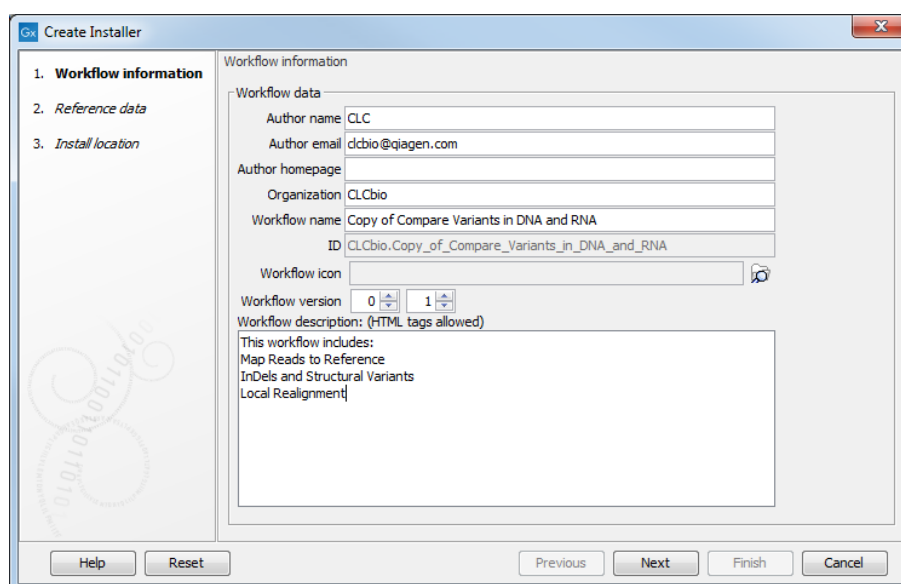 Gx Create Installer
1. Workflow information
2. Reference data
3. Install location
Workflow information
Workflow data
Author name CLC
Author email clcbio@qiagen.com
Author homepage
Organization CLCbio
Workflow name Copy of Compare Variants in DNA and RNA
ID CLCbio.Copy_of_Compare_Variants_in_DNA_and_RNA
Workflow icon
Workflow version 0 1
Workflow description: (HTML tags allowed)
This workflow includes:
Map Reads to Reference
InDels and Structural Variants
Local Realignment
Help Reset Previous Next Finish Cancel